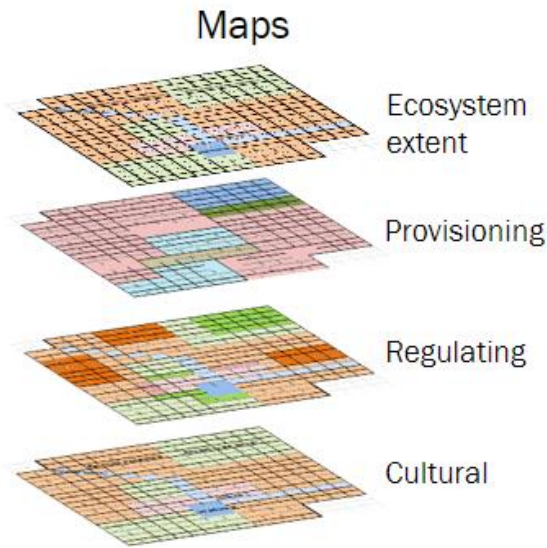 Maps
Ecosystem
extent
Provisioning
Regulating
Cultural